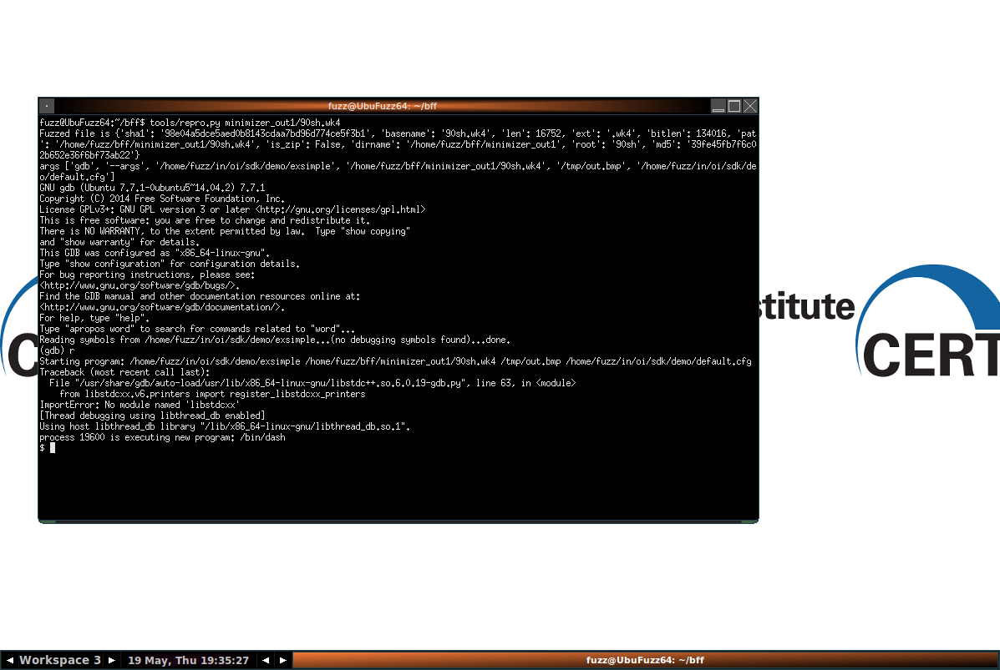 fuzz@UbuFuzz64: ~/bff
fuzz@UbuFuzz64:~/bff$ tools/repro.py minimizer_out1/90sh.wk4
Fuzzed file is {'sha1': '98e04a5dce5aed0b8143cdaa7bd96d774ce5f3b1', 'basename': '90sh.wk4', 'len': 16752, 'ext': '.wk4', 'bitlen': 134016, 'pat
': '/home/fuzz/bff/minimizer_out1/90sh.wk4', 'is_zip': False, 'dirname': '/home/fuzz/bff/minimizer_out1', 'root': '90sh', 'md5': '39fe45fb7f6c0
2b652e36f6bf73ab22'}
args ['gdb', '--args', '/home/fuzz/in/oi/sdk/demo/exsimple', '/home/fuzz/bff/minimizer_out1/90sh.wk4', '/tmp/out.bmp', '/home/fuzz/in/oi/sdk/de
o/default.cfg']
GNU gdb (Ubuntu 7.7.1-0ubuntu5~14.04.2) 7.7.1
Copyright (C) 2014 Free Software Foundation, Inc.
License GPLv3+: GNU GPL version 3 or later <http://gnu.org/licenses/gpl.html>
This is free software: you are free to change and redistribute it.
There is NO WARRANTY, to the extent permitted by law.  Type "show copying"
and "show warranty" for details.
This GDB was configured as "x86_64-linux-gnu".
Type "show configuration" for configuration details.
For bug reporting instructions, please see:
<http://www.gnu.org/software/gdb/bugs/>.
Find the GDB manual and other documentation resources online at:
<http://www.gnu.org/software/gdb/documentation/>.
For help, type "help".
Type "apropos word" to search for commands related to "word"...
Reading symbols from /home/fuzz/in/oi/sdk/demo/exsimple...(no debugging symbols found)...done.
(gdb) r
Starting program: /home/fuzz/in/oi/sdk/demo/exsimple /home/fuzz/bff/minimizer_out1/90sh.wk4 /tmp/out.bmp /home/fuzz/in/oi/sdk/demo/default.cfg
Traceback (most recent call last):
  File "/usr/share/gdb/auto-load/usr/lib/x86_64-linux-gnu/libstdc++.so.6.0.19-gdb.py", line 63, in <module>
    from libstdcxx.v6.printers import register_libstdcxx_printers
ImportError: No module named 'libstdcxx'
[Thread debugging using libthread_db enabled]
Using host libthread_db library "/lib/x86_64-linux-gnu/libthread_db.so.1".
process 19600 is executing new program: /bin/dash
$
C
stitute
CERT
Workspace 3
19 May, Thu 19:35:27
fuzz@UbuFuzz64: ~/bff